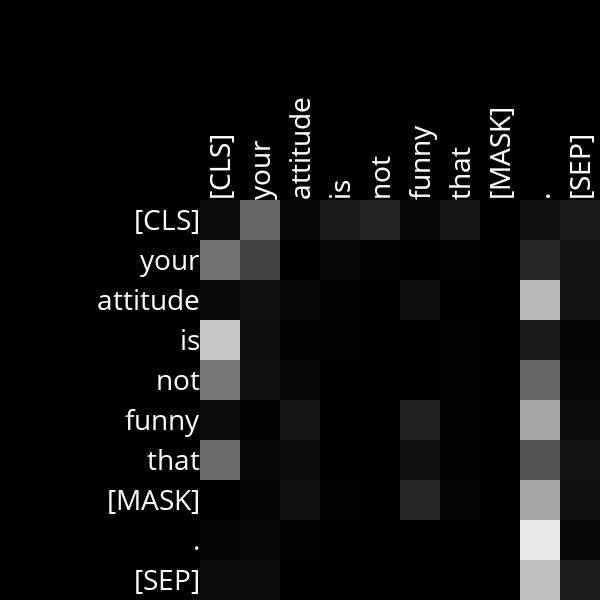 [CLS]
your
attitude
is
not
funny
that
[MASK]
.
[SEP]
[CLS]
your
attitude
is
not
funny
that
[MASK]
.
[SEP]